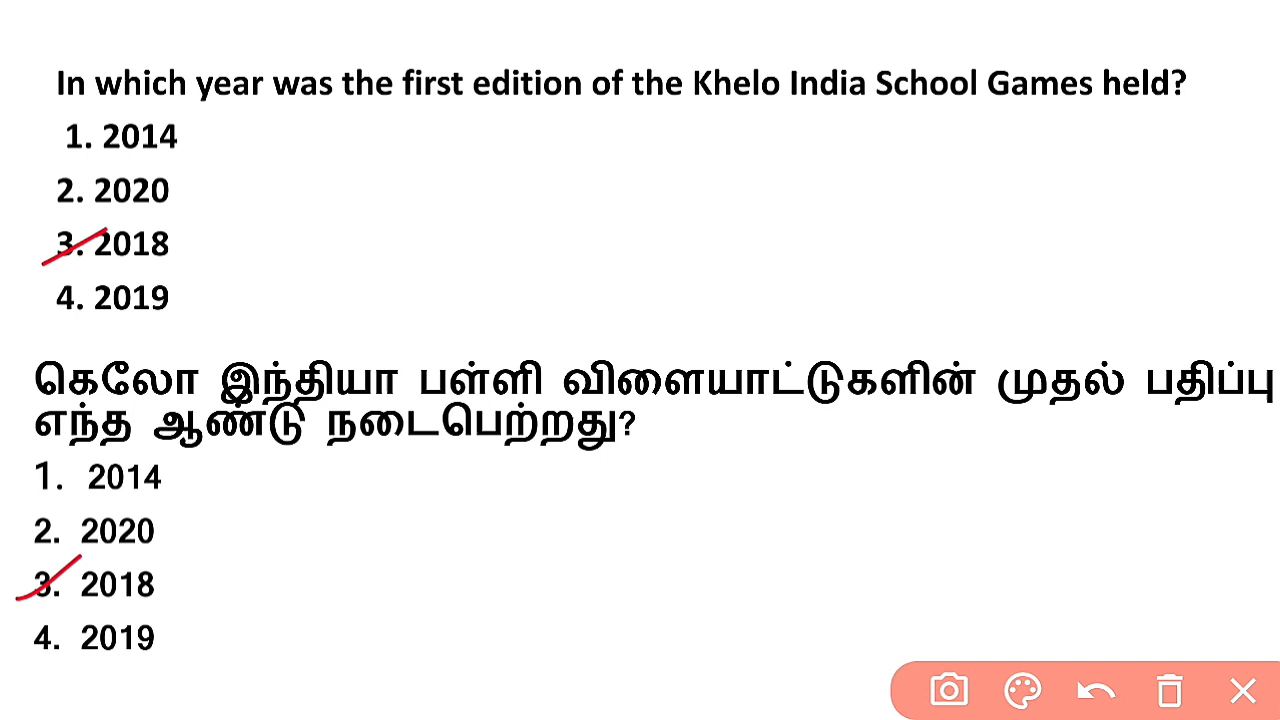 In which year was the first edition of the Khelo India School Games held?
1. 2014
2. 2020
3. 2018
4. 2019
கெலோ இந்தியா பள்ளி விளையாட்டுகளின் முதல் பதிப்பு
எந்த ஆண்டு நடைபெற்றது?
1. 2014
2. 2020
3. 2018
4. 2019